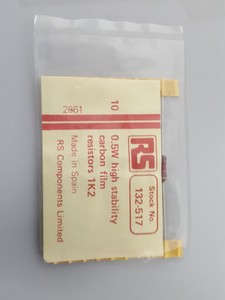 RS
Stock No.
132-517
10 0.5W high stability
carbon film
resistors 1K2
Made in Spain
RS Components Limited
2661